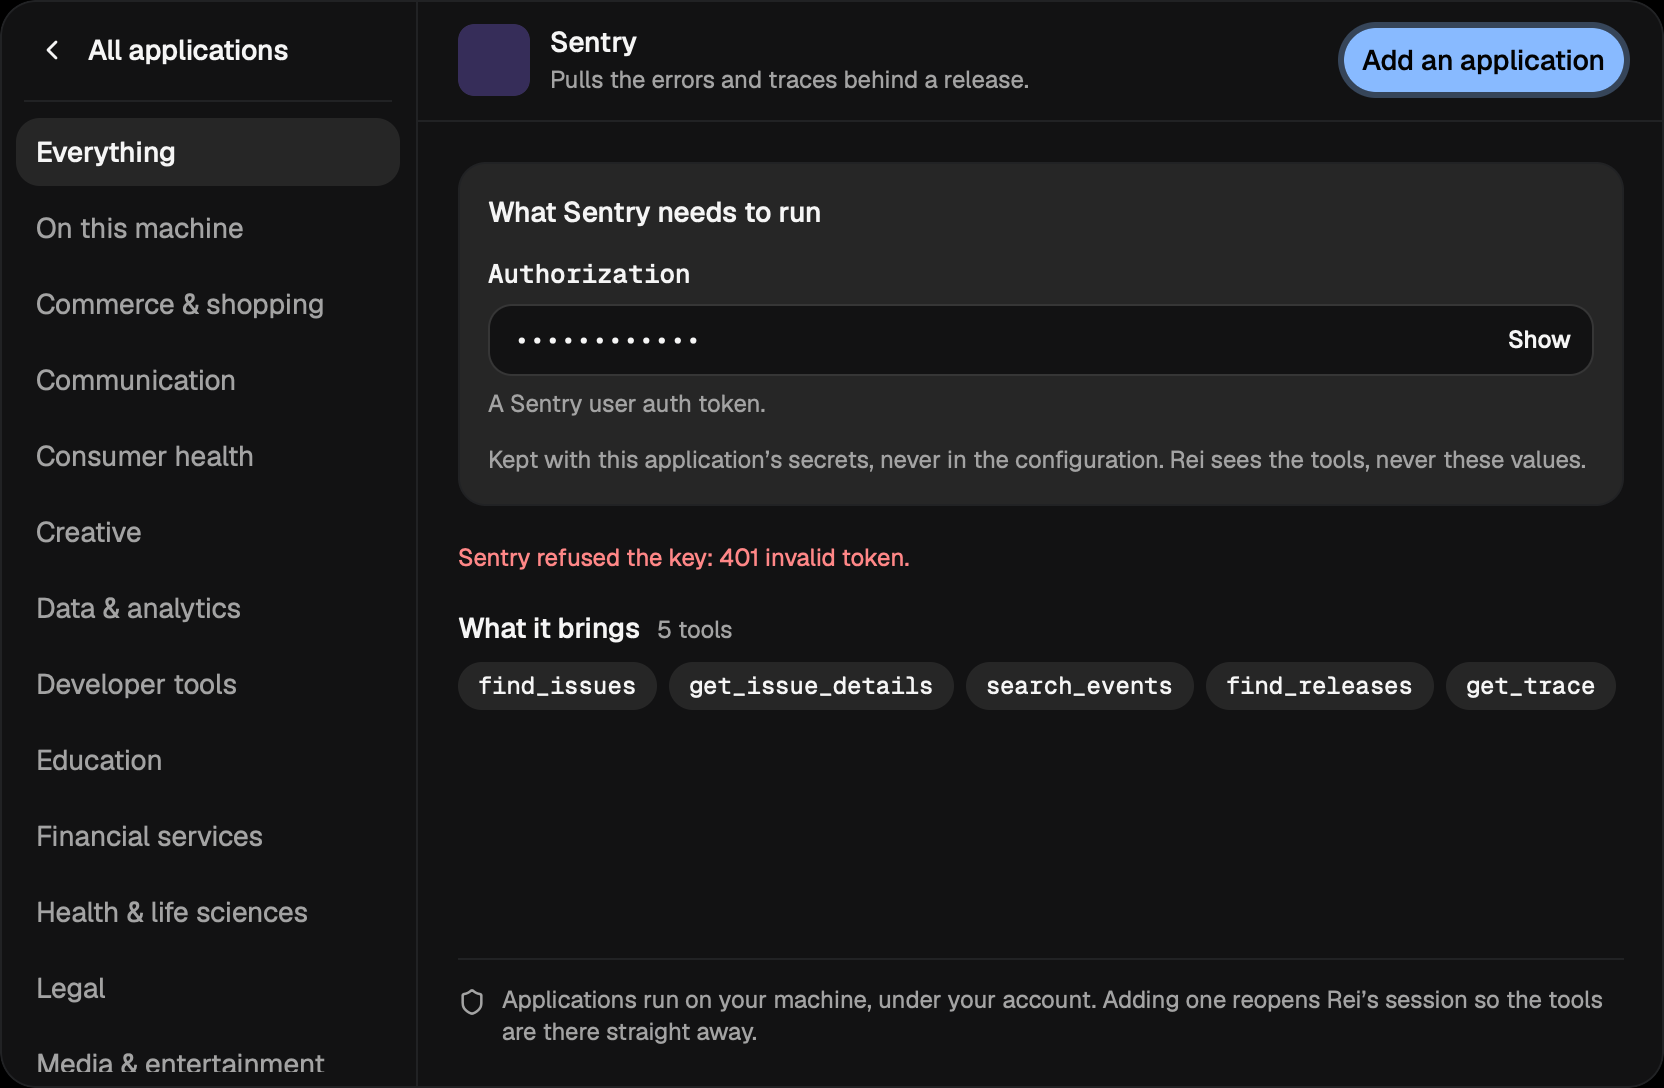 All applications
Everything
On this machine
Commerce & shopping
Communication
Consumer health
Creative
Data & analytics
Developer tools
Education
Financial services
Health & life sciences
Legal
Media & entertainment
Sentry
Pulls the errors and traces behind a release.
Add an application
What Sentry needs to run
Authorization
••••••••••••
Show
A Sentry user auth token.
Kept with this application’s secrets, never in the configuration. Rei sees the tools, never these values.
Sentry refused the key: 401 invalid token.
What it brings 5 tools
find_issues get_issue_details search_events find_releases get_trace
Applications run on your machine, under your account. Adding one reopens Rei’s session so the tools
are there straight away.